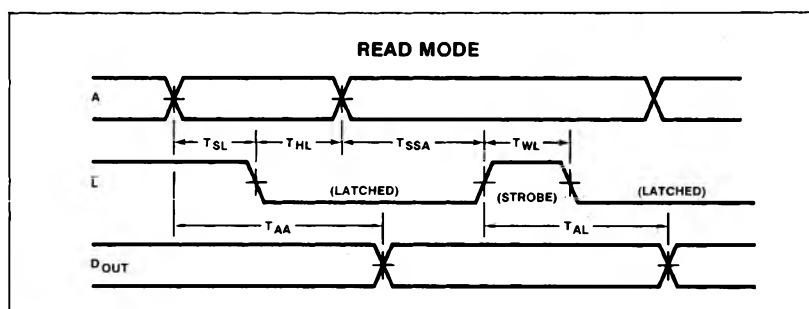 READ MODE
A
T_SL T_HL T_SSA T_WL
L̅
(LATCHED) (STROBE) (LATCHED)
T_AA T_AL
D_OUT